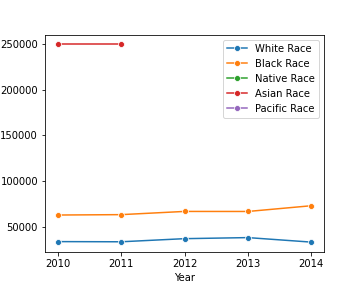 250000
200000
150000
100000
50000
White Race
Black Race
Native Race
Asian Race
Pacific Race
2010 2011 2012 2013 2014
Year